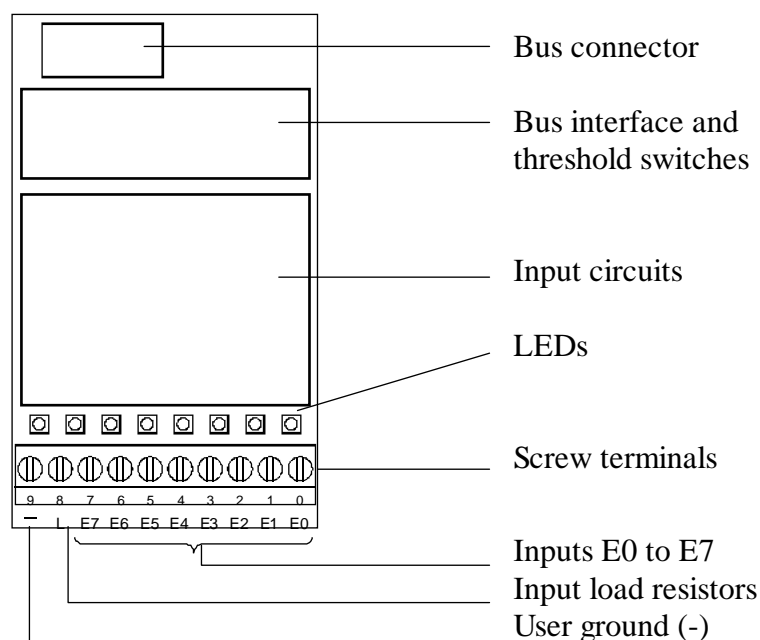 Bus connector
Bus interface and
threshold switches
Input circuits
LEDs
Screw terminals
9 8 7 6 5 4 3 2 1 0
– L E7 E6 E5 E4 E3 E2 E1 E0
Inputs E0 to E7
Input load resistors
User ground (-)